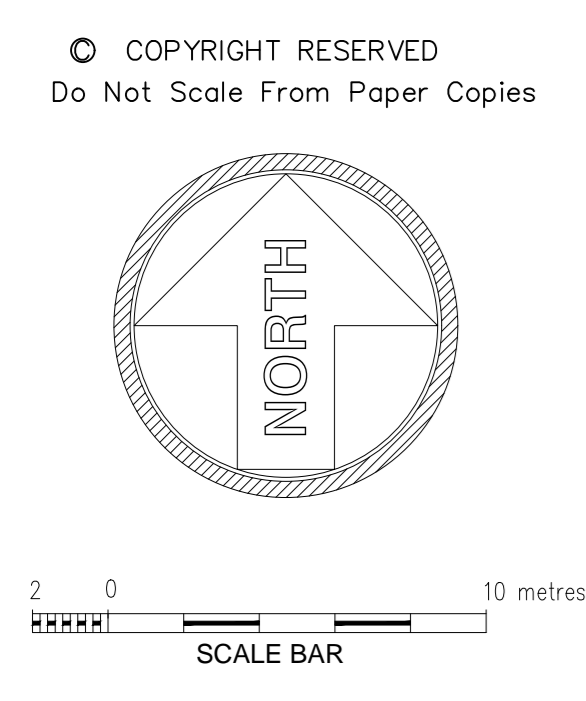 © COPYRIGHT RESERVED
Do Not Scale From Paper Copies
NORTH
2 0 10 metres
SCALE BAR